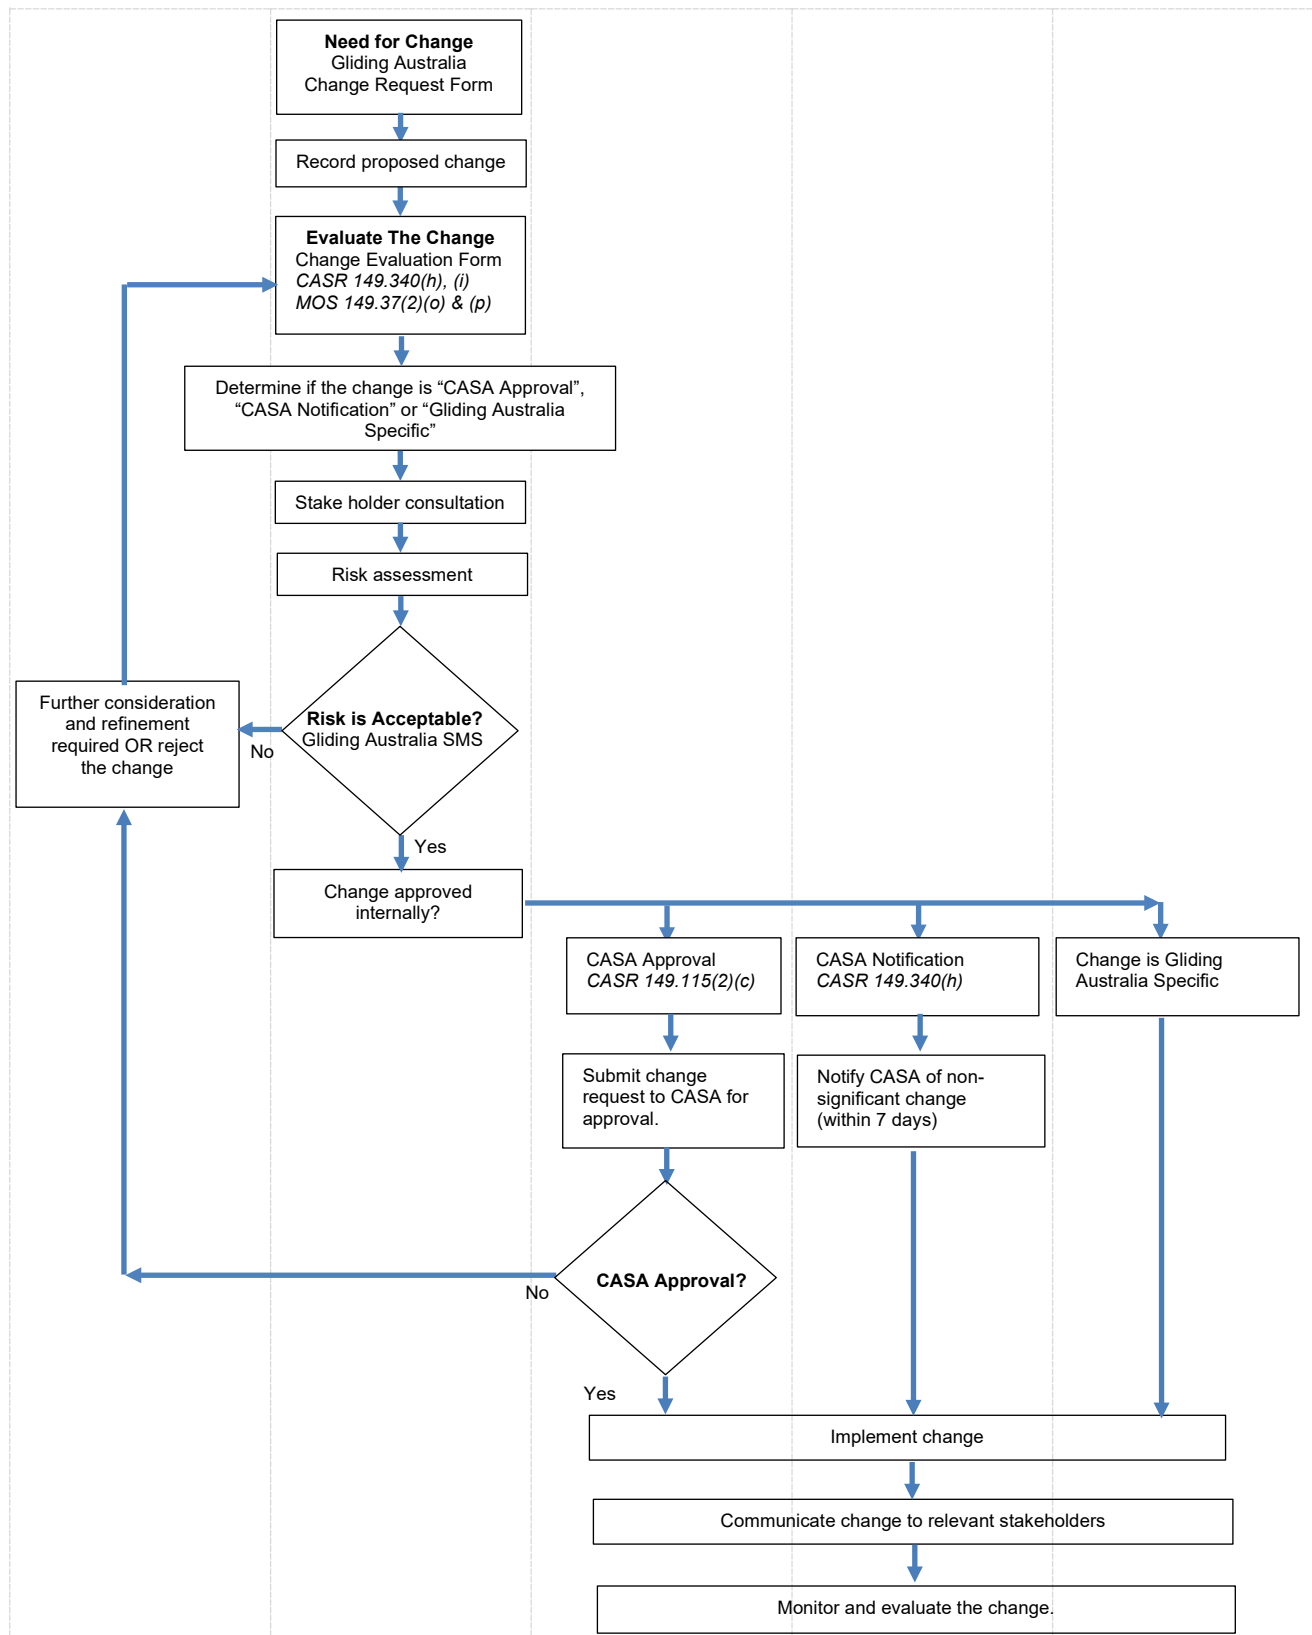 Need for Change
Gliding Australia
Change Request Form
Record proposed change
Evaluate The Change
Change Evaluation Form
CASR 149.340(h), (i)
MOS 149.37(2)(o) & (p)
Determine if the change is “CASA Approval”,
“CASA Notification” or “Gliding Australia
Specific”
Stake holder consultation
Risk assessment
Further consideration
and refinement
required OR reject
the change
No
Risk is Acceptable?
Gliding Australia SMS
Yes
Change approved
internally?
CASA Approval
CASR 149.115(2)(c)
CASA Notification
CASR 149.340(h)
Change is Gliding
Australia Specific
Submit change
request to CASA for
approval.
Notify CASA of non-
significant change
(within 7 days)
CASA Approval?
No
Yes
Implement change
Communicate change to relevant stakeholders
Monitor and evaluate the change.